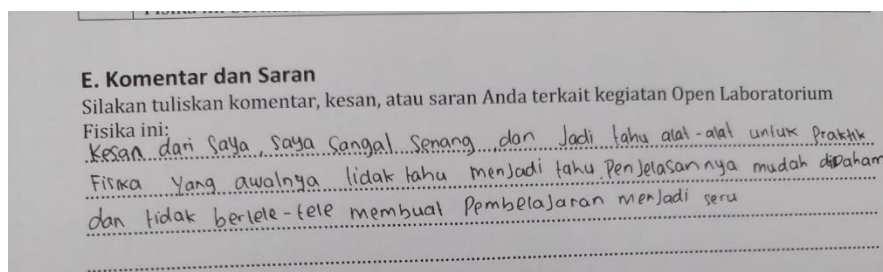 E. Komentar dan Saran
Silakan tuliskan komentar, kesan, atau saran Anda terkait kegiatan Open Laboratorium
Fisika ini:
Kesan dari saya, saya sangat senang dan Jadi tahu alat-alat untuk Praktik
Fisika yang awalnya tidak tahu menjadi tahu Penjelasannya mudah dipaham
dan tidak bertele-tele membuat Pembelajaran menjadi seru